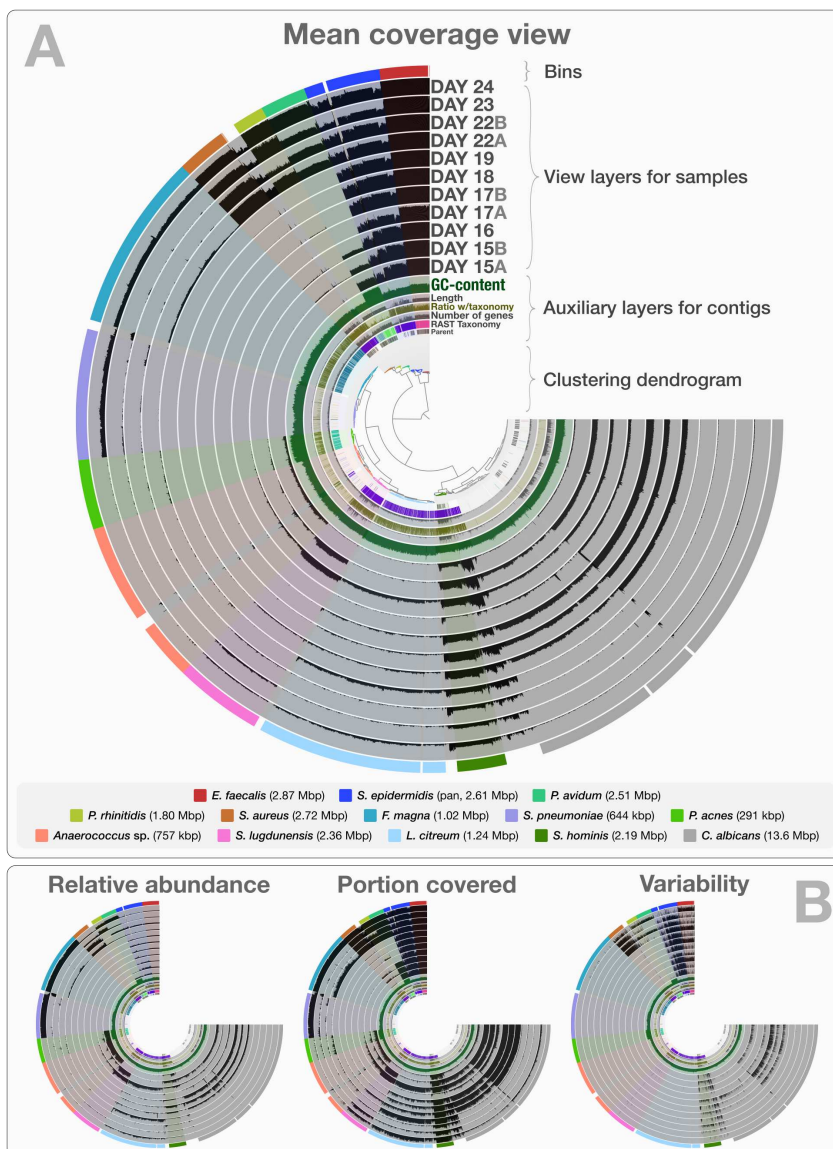 A
Mean coverage view
Bins
DAY 24
DAY 23
DAY 22B
DAY 22A
DAY 19
DAY 18
DAY 17B
DAY 17A
DAY 16
DAY 15B
DAY 15A
View layers for samples
GC-content
Length
Ratio w/taxonomy
Number of genes
RAST Taxonomy
Parent
Auxiliary layers for contigs
Clustering dendrogram
E. faecalis (2.87 Mbp) S. epidermidis (pan, 2.61 Mbp) P. avidum (2.51 Mbp)
P. rhinitidis (1.80 Mbp) S. aureus (2.72 Mbp) F. magna (1.02 Mbp) S. pneumoniae (644 kbp) P. acnes (291 kbp)
Anaerococcus sp. (757 kbp) S. lugdunensis (2.36 Mbp) L. citreum (1.24 Mbp) S. hominis (2.19 Mbp) C. albicans (13.6 Mbp)
Relative abundance Portion covered Variability
B